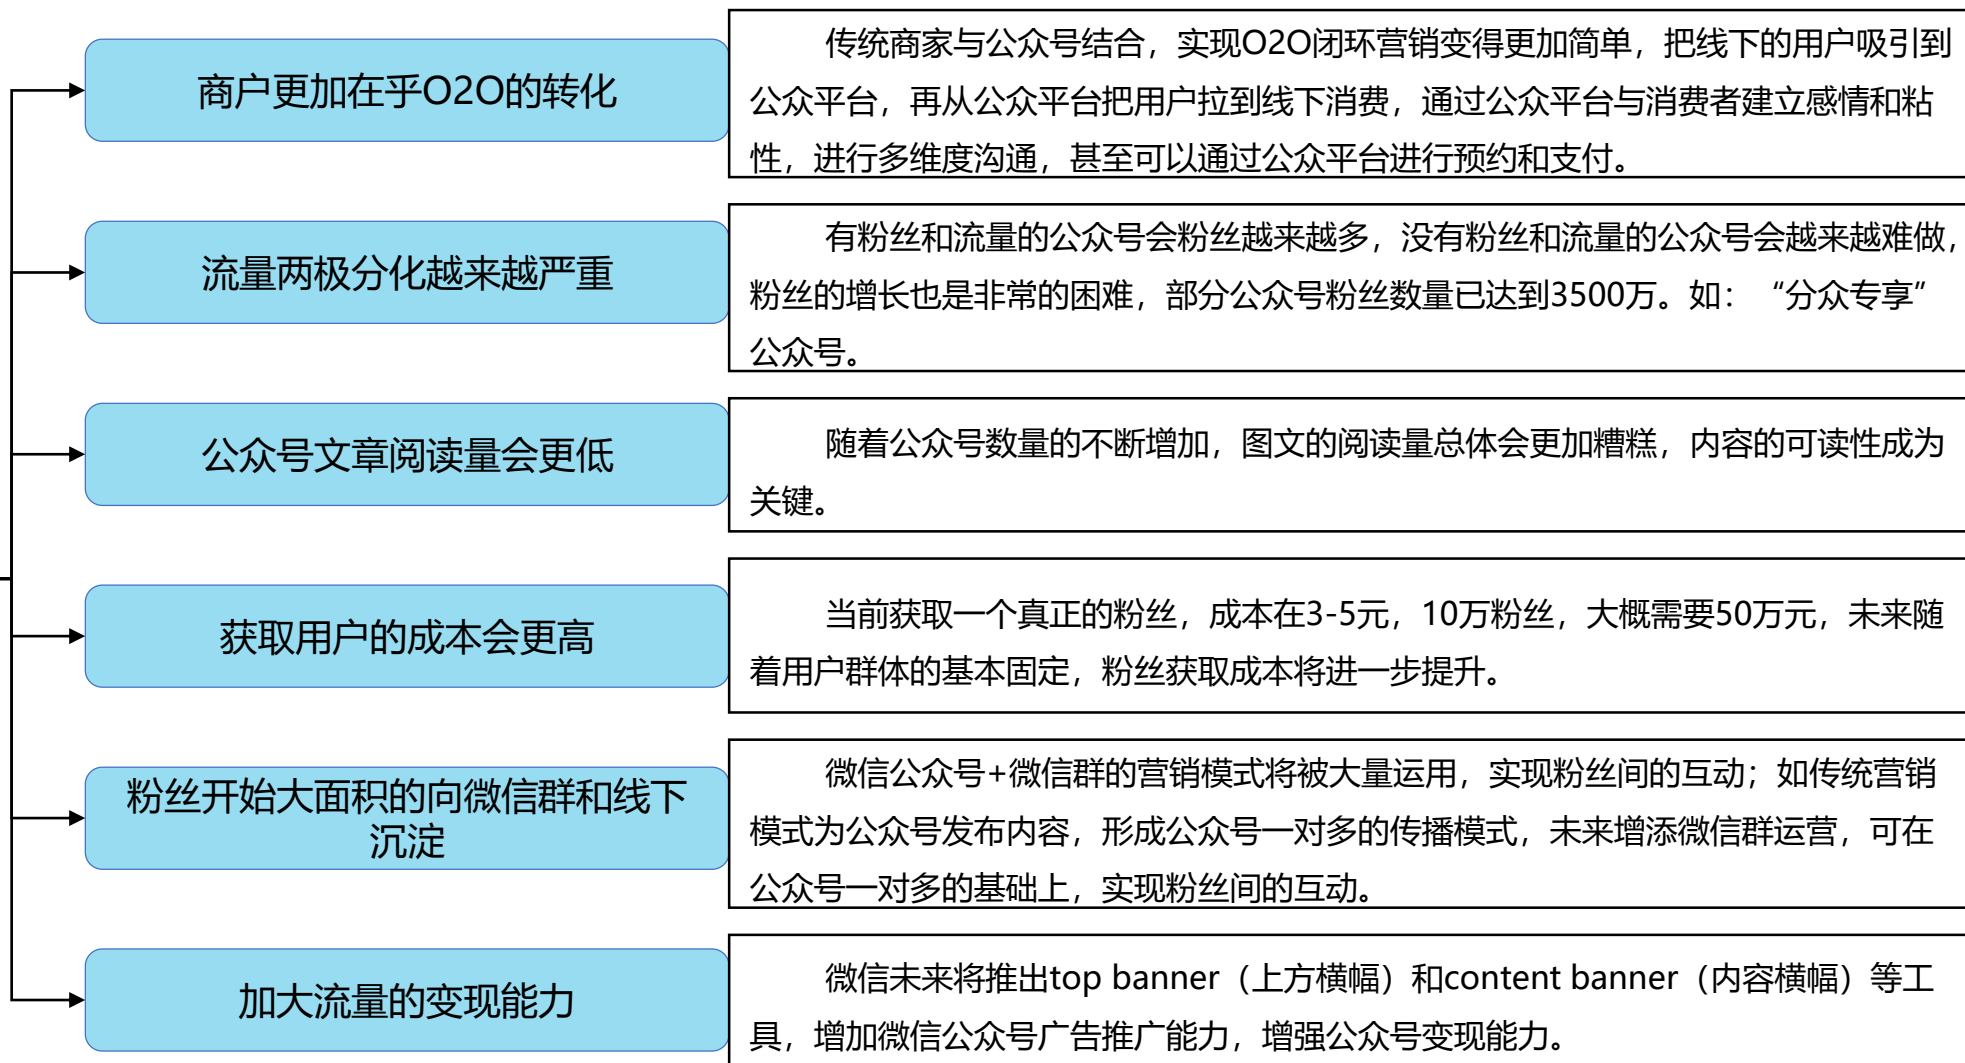 商户更加在乎O2O的转化
传统商家与公众号结合，实现O2O闭环营销变得更加简单，把线下的用户吸引到
公众平台，再从公众平台把用户拉到线下消费，通过公众平台与消费者建立感情和粘
性，进行多维度沟通，甚至可以通过公众平台进行预约和支付。
流量两极分化越来越严重
有粉丝和流量的公众号会粉丝越来越多，没有粉丝和流量的公众号会越来越难做，
粉丝的增长也是非常的困难，部分公众号粉丝数量已达到3500万。如：“分众专享”
公众号。
公众号文章阅读量会更低
随着公众号数量的不断增加，图文的阅读量总体会更加糟糕，内容的可读性成为
关键。
获取用户的成本会更高
当前获取一个真正的粉丝，成本在3-5元，10万粉丝，大概需要50万元，未来随
着用户群体的基本固定，粉丝获取成本将进一步提升。
粉丝开始大面积的向微信群和线下
沉淀
微信公众号+微信群的营销模式将被大量运用，实现粉丝间的互动；如传统营销
模式为公众号发布内容，形成公众号一对多的传播模式，未来增添微信群运营，可在
公众号一对多的基础上，实现粉丝间的互动。
加大流量的变现能力
微信未来将推出top banner（上方横幅）和content banner（内容横幅）等工
具，增加微信公众号广告推广能力，增强公众号变现能力。